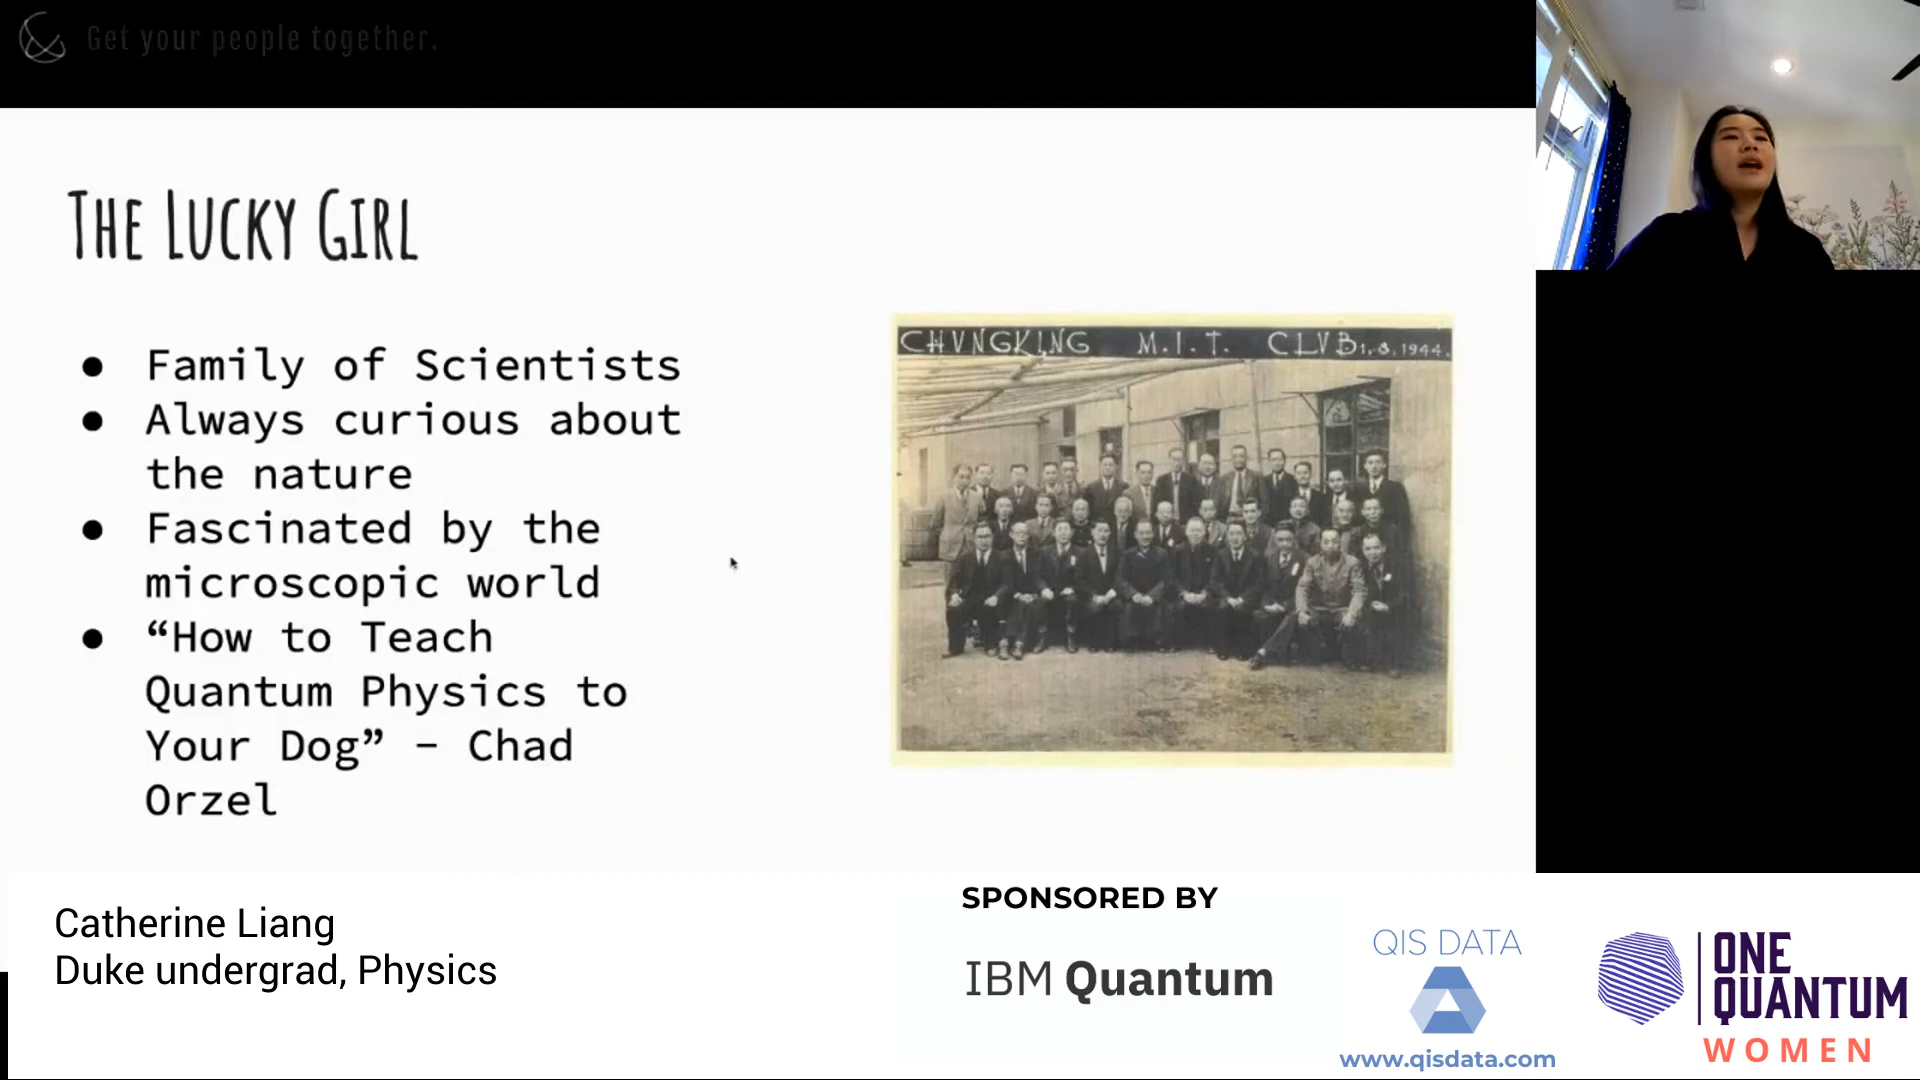 Get your people together.
THE LUCKY GIRL
● Family of Scientists
● Always curious about
the nature
● Fascinated by the
microscopic world
● “How to Teach
Quantum Physics to
Your Dog” – Chad
Orzel
CHVNGKING M.I.T. CLVB 1.8.1944.
Catherine Liang
Duke undergrad, Physics
SPONSORED BY
IBM Quantum
QIS DATA
www.qisdata.com
ONE
QUANTUM
WOMEN